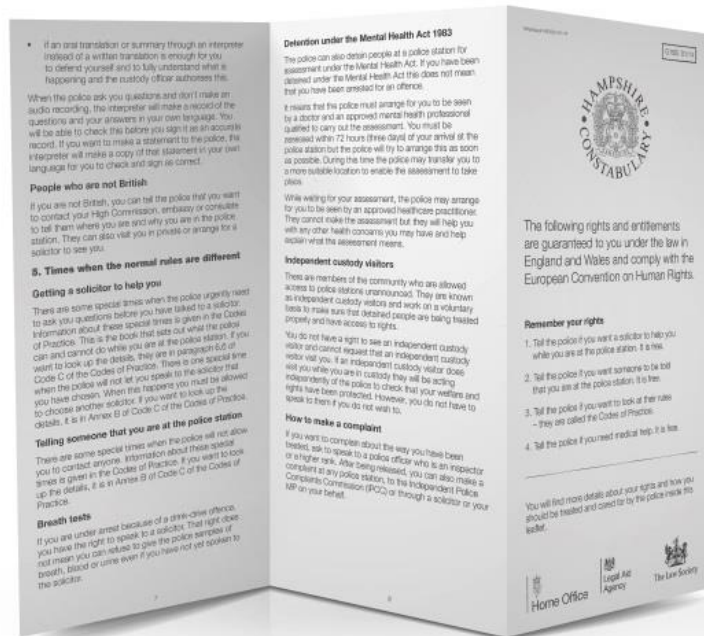 • if an oral translation or summary through an interpreter
instead of a written translation is enough for you
to defend yourself and to fully understand what is
happening and the custody officer authorises this.
When the police ask you questions and don't make an
audio recording, the interpreter will make a record of the
questions and your answers in your own language. You
will be able to check this before you sign it as an accurate
record. If you want to make a statement to the police, the
interpreter will make a copy of that statement in your own
language for you to check and sign as correct.
People who are not British
If you are not British, you can tell the police that you want
to contact your High Commission, embassy or consulate
to tell them where you are and why you are in the police
station. They can also visit you in private or arrange for a
solicitor to see you.
8. Times when the normal rules are different
Getting a solicitor to help you
There are some special times when the police urgently need
to ask you questions before you have talked to a solicitor.
Information about these special times is given in the Codes
of Practice. This is the book that sets out what the police
can and cannot do while you are at the police station. If you
want to look up the details, they are in paragraph 6.6 of
Code C of the Codes of Practice. There is one special time
when the police will not let you speak to the solicitor that
you have chosen. When this happens you must be allowed
to choose another solicitor. If you want to look up the
details, it is in Annex B of Code C of the Codes of Practice.
Telling someone that you are at the police station
There are some special times when the police will not allow
you to contact anyone. Information about these special
times is given in the Codes of Practice. If you want to look
up the details, it is in Annex B of Code C of the Codes of
Practice.
Breath tests
If you are under arrest because of a drink-drive offence,
you have the right to speak to a solicitor. That right does
not mean you can refuse to give the police samples of
breath, blood or urine even if you have not yet spoken to
the solicitor.
7
Detention under the Mental Health Act 1983
The police can also detain people at a police station for
assessment under the Mental Health Act. If you have been
detained under the Mental Health Act this does not mean
that you have been arrested for an offence.
It means that the police must arrange for you to be seen
by a doctor and an approved mental health professional
qualified to carry out the assessment. You must be
assessed within 72 hours (three days) of your arrival at the
police station but the police will try to arrange this as soon
as possible. During this time the police may transfer you to
a more suitable location to enable the assessment to take
place.
While waiting for your assessment, the police may arrange
for you to be seen by an approved healthcare practitioner.
They cannot make the assessment but they will help you
with any other health concerns you may have and help
explain what the assessment means.
Independent custody visitors
There are members of the community who are allowed
access to police stations unannounced. They are known
as independent custody visitors and work on a voluntary
basis to make sure that detained people are being treated
properly and have access to rights.
You do not have a right to see an independent custody
visitor and cannot request that an independent custody
visitor visit you. If an independent custody visitor does
visit you while you are in custody they will be acting
independently of the police to check that your welfare and
rights have been protected. However, you do not have to
speak to them if you do not wish to.
How to make a complaint
If you want to complain about the way you have been
treated, ask to speak to a police officer who is an inspector
or a higher rank. After being released, you can also make a
complaint at any police station, to the Independent Police
Complaints Commission (IPCC) or through a solicitor or your
MP on your behalf.
8
HAMPSHIRE
CONSTABULARY
The following rights and entitlements
are guaranteed to you under the law in
England and Wales and comply with the
European Convention on Human Rights.
Remember your rights
1. Tell the police if you want a solicitor to help you
while you are at the police station. It is free.
2. Tell the police if you want someone to be told
that you are at the police station. It is free.
3. Tell the police if you want to look at their rules
– they are called the Codes of Practice.
4. Tell the police if you need medical help. It is free.
You will find more details about your rights and how you
should be treated and cared for by the police inside this
leaflet.
Home Office
Legal Aid
Agency
The Law Society